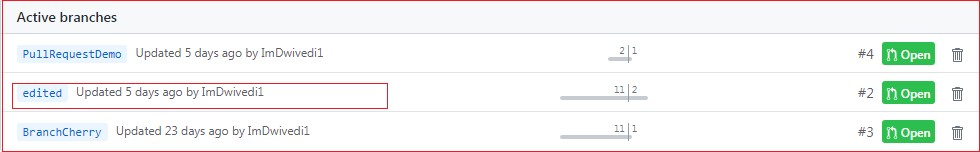 Active branches
PullRequestDemo Updated 5 days ago by ImDwivedi1 2 1 #4 Open
edited Updated 5 days ago by ImDwivedi1 11 2 #2 Open
BranchCherry Updated 23 days ago by ImDwivedi1 11 1 #3 Open